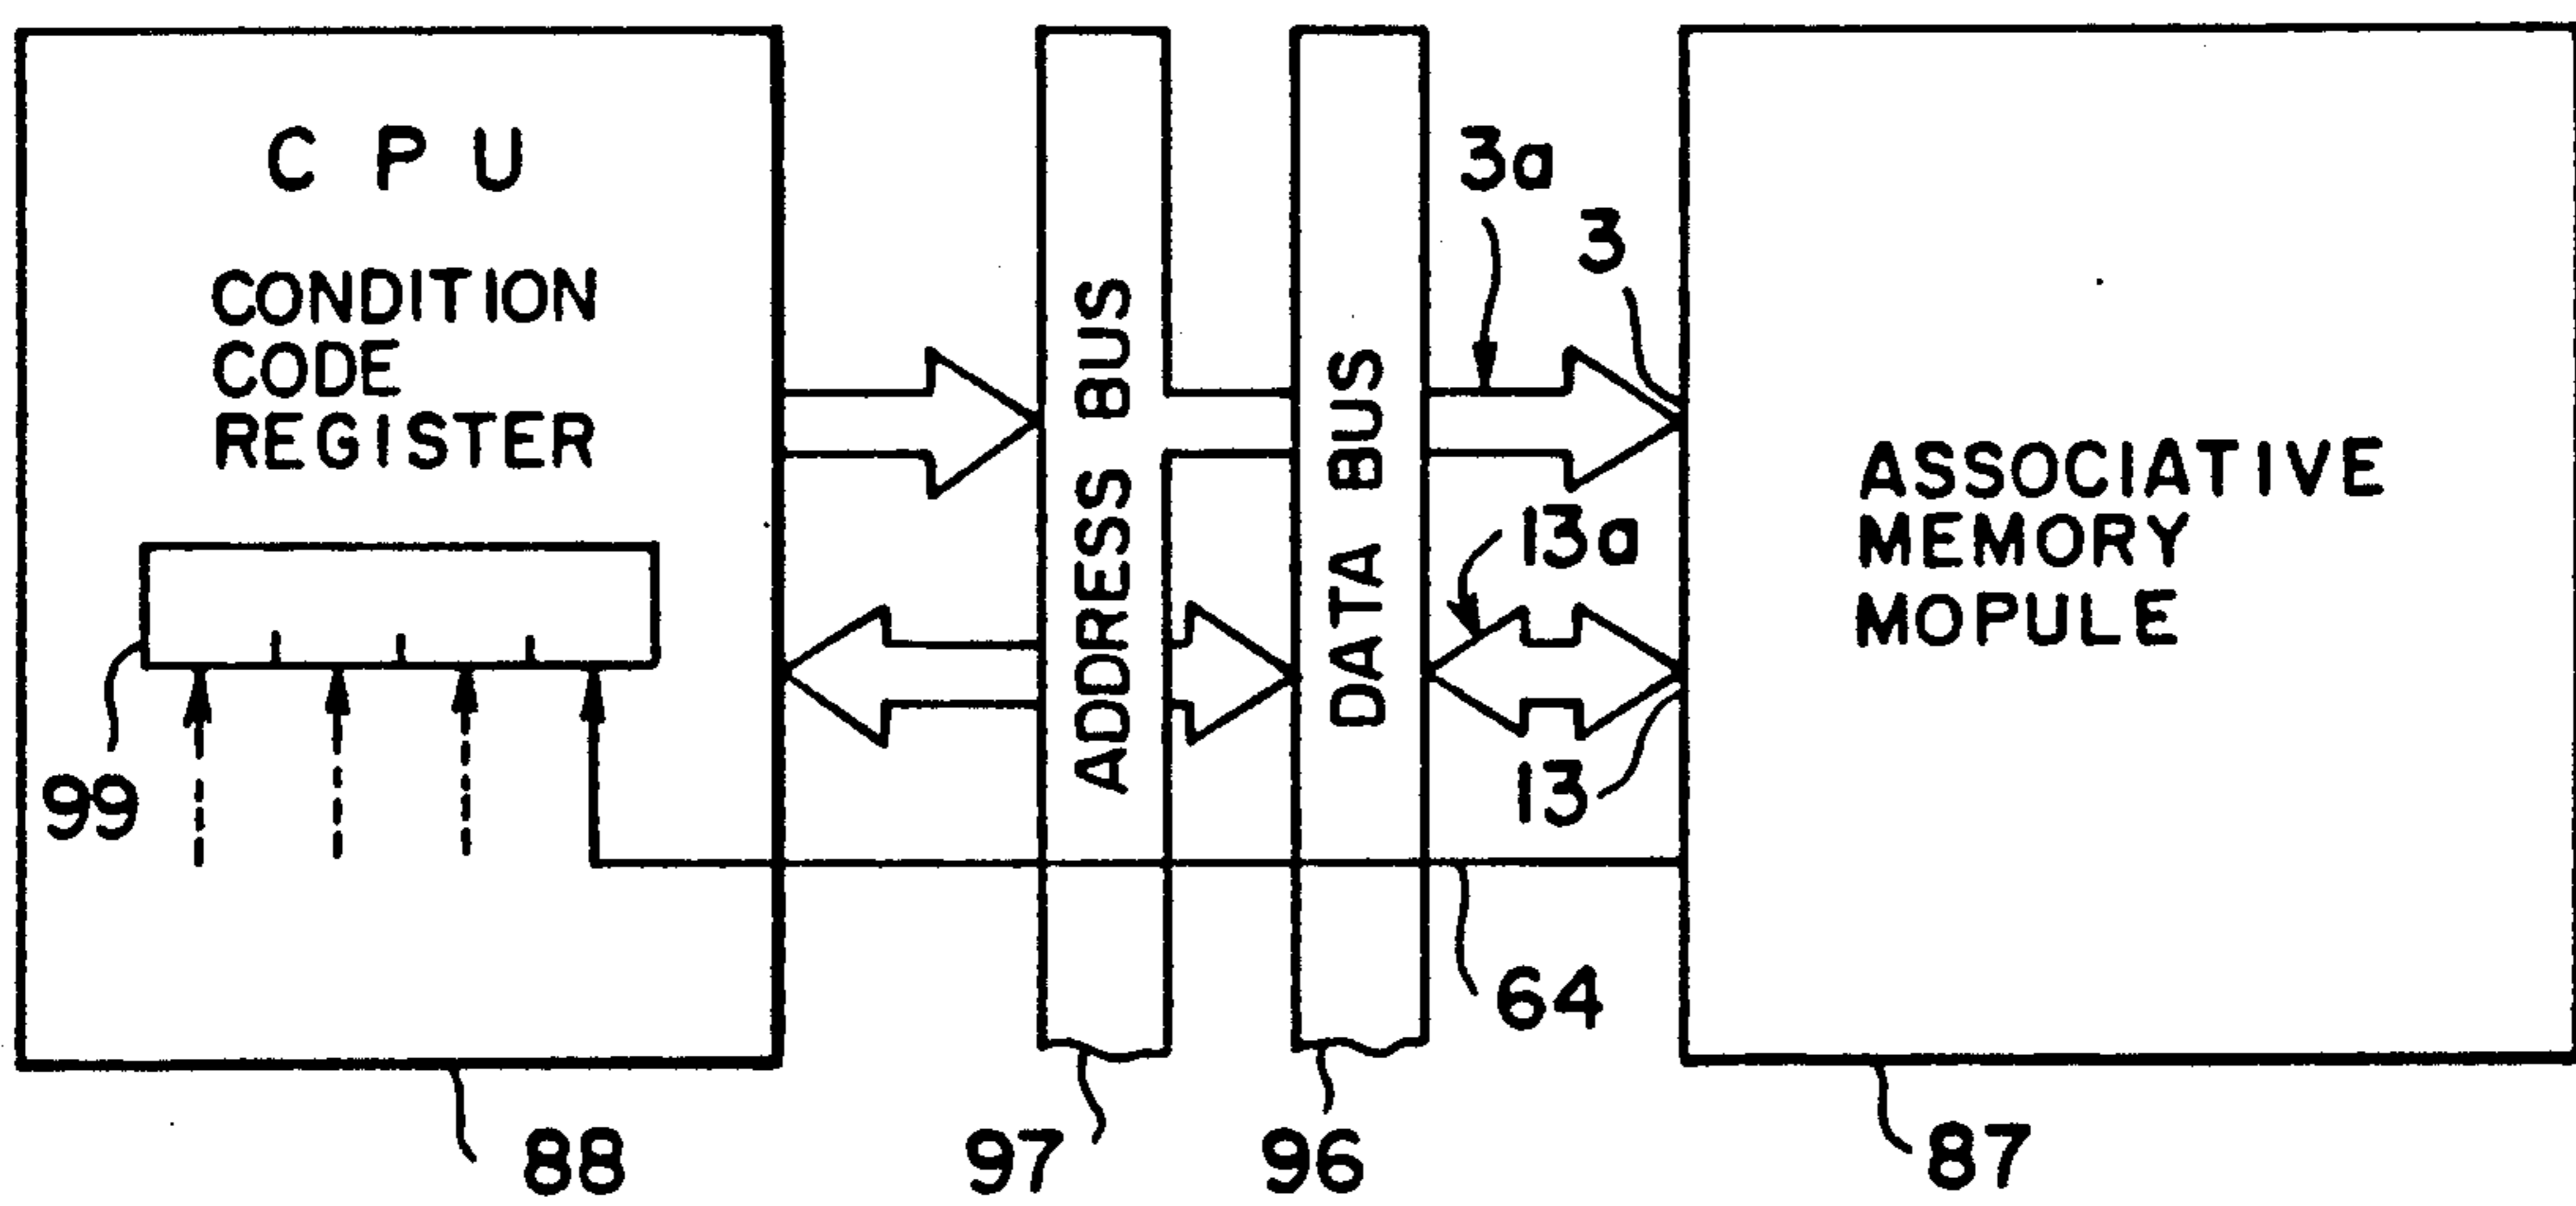 C P U
CONDITION
CODE
REGISTER
99
88
ADDRESS BUS
97
DATA BUS
96
3a
3
13a
13
64
ASSOCIATIVE
MEMORY
MOPULE
87